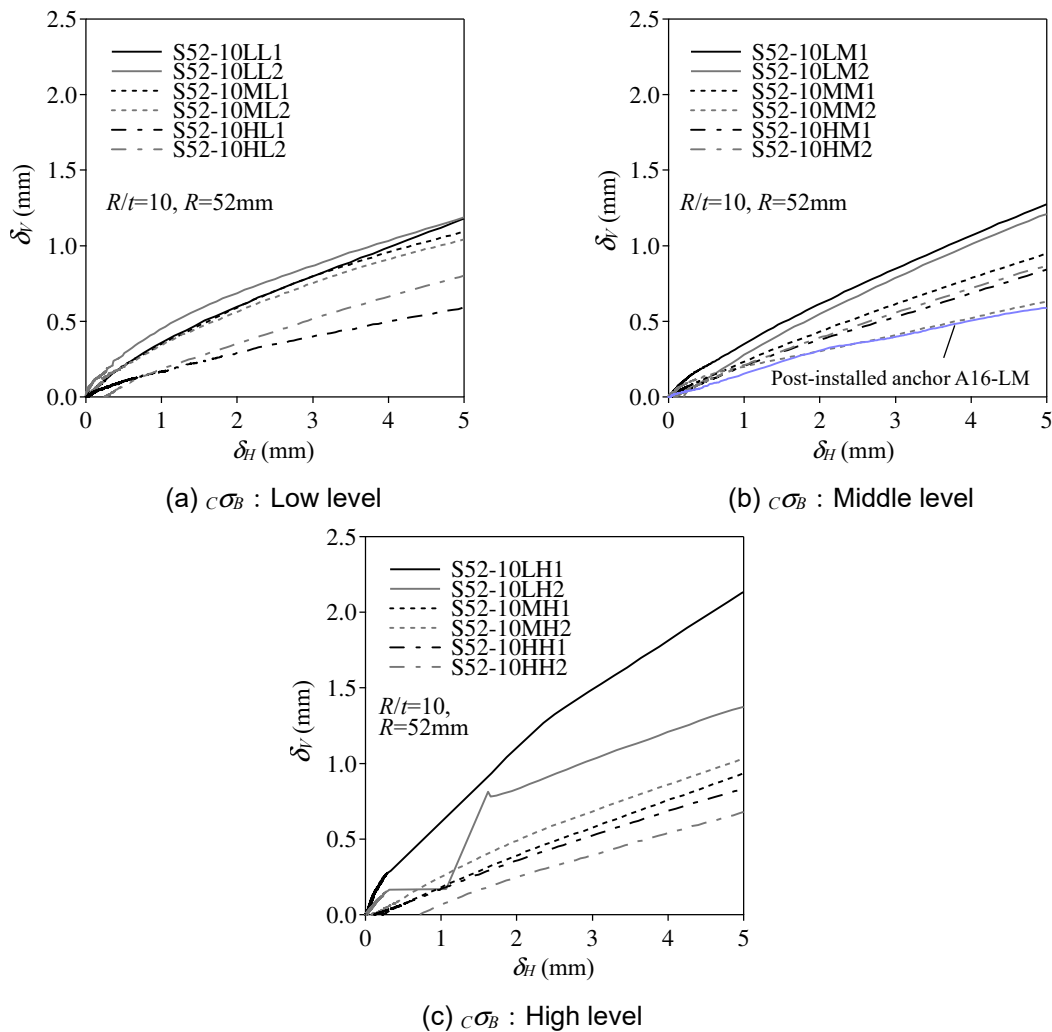 2.5
2.0
1.5
1.0
0.5
0.0
δV (mm)
S52-10LL1
S52-10LL2
S52-10ML1
S52-10ML2
S52-10HL1
S52-10HL2
R/t=10, R=52mm
0 1 2 3 4 5
δH (mm)
(a) CσB : Low level
2.5
2.0
1.5
1.0
0.5
0.0
δV (mm)
S52-10LM1
S52-10LM2
S52-10MM1
S52-10MM2
S52-10HM1
S52-10HM2
R/t=10, R=52mm
Post-installed anchor A16-LM
0 1 2 3 4 5
δH (mm)
(b) CσB : Middle level
2.5
2.0
1.5
1.0
0.5
0.0
δV (mm)
S52-10LH1
S52-10LH2
S52-10MH1
S52-10MH2
S52-10HH1
S52-10HH2
R/t=10,
R=52mm
0 1 2 3 4 5
δH (mm)
(c) CσB : High level